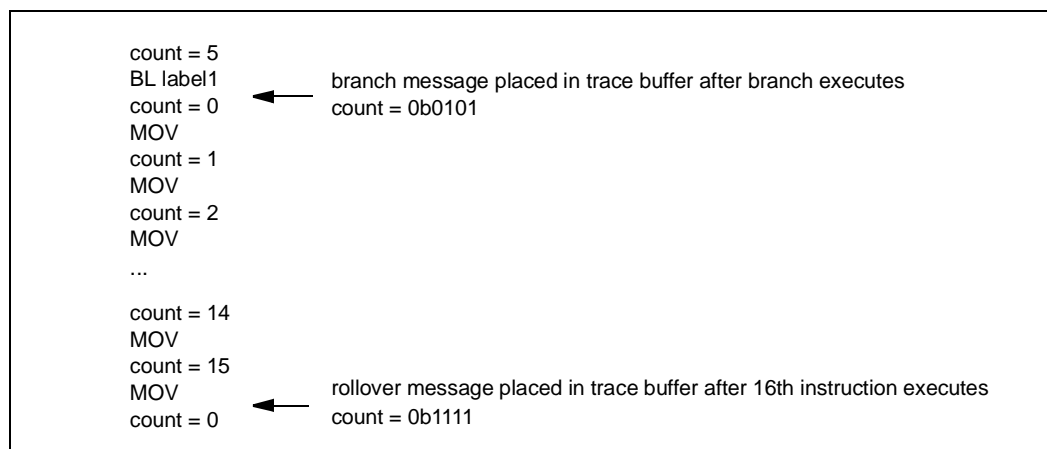 count = 5
BL label1
branch message placed in trace buffer after branch executes
count = 0
count = 0b0101
MOV
count = 1
MOV
count = 2
MOV
...
count = 14
MOV
count = 15
MOV
rollover message placed in trace buffer after 16th instruction executes
count = 0
count = 0b1111